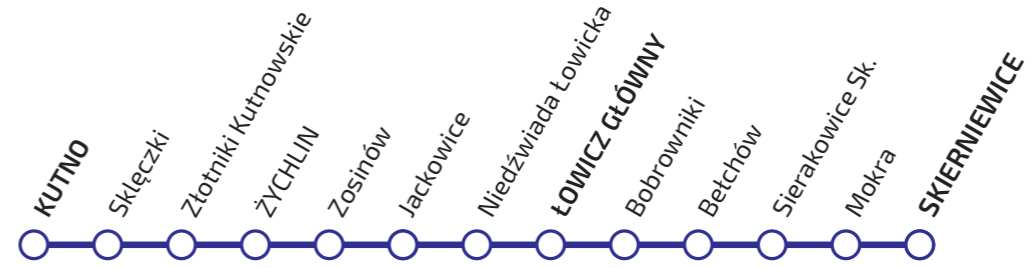 KUTNO
Sklęczki
Złotniki Kutnowskie
ŻYCHLIN
Zosinów
Jackowice
Niedźwiada Łowicka
ŁOWICZ GŁÓWNY
Bobrowniki
Bełchów
Sierakowice Sk.
Mokra
SKIERNIEWICE